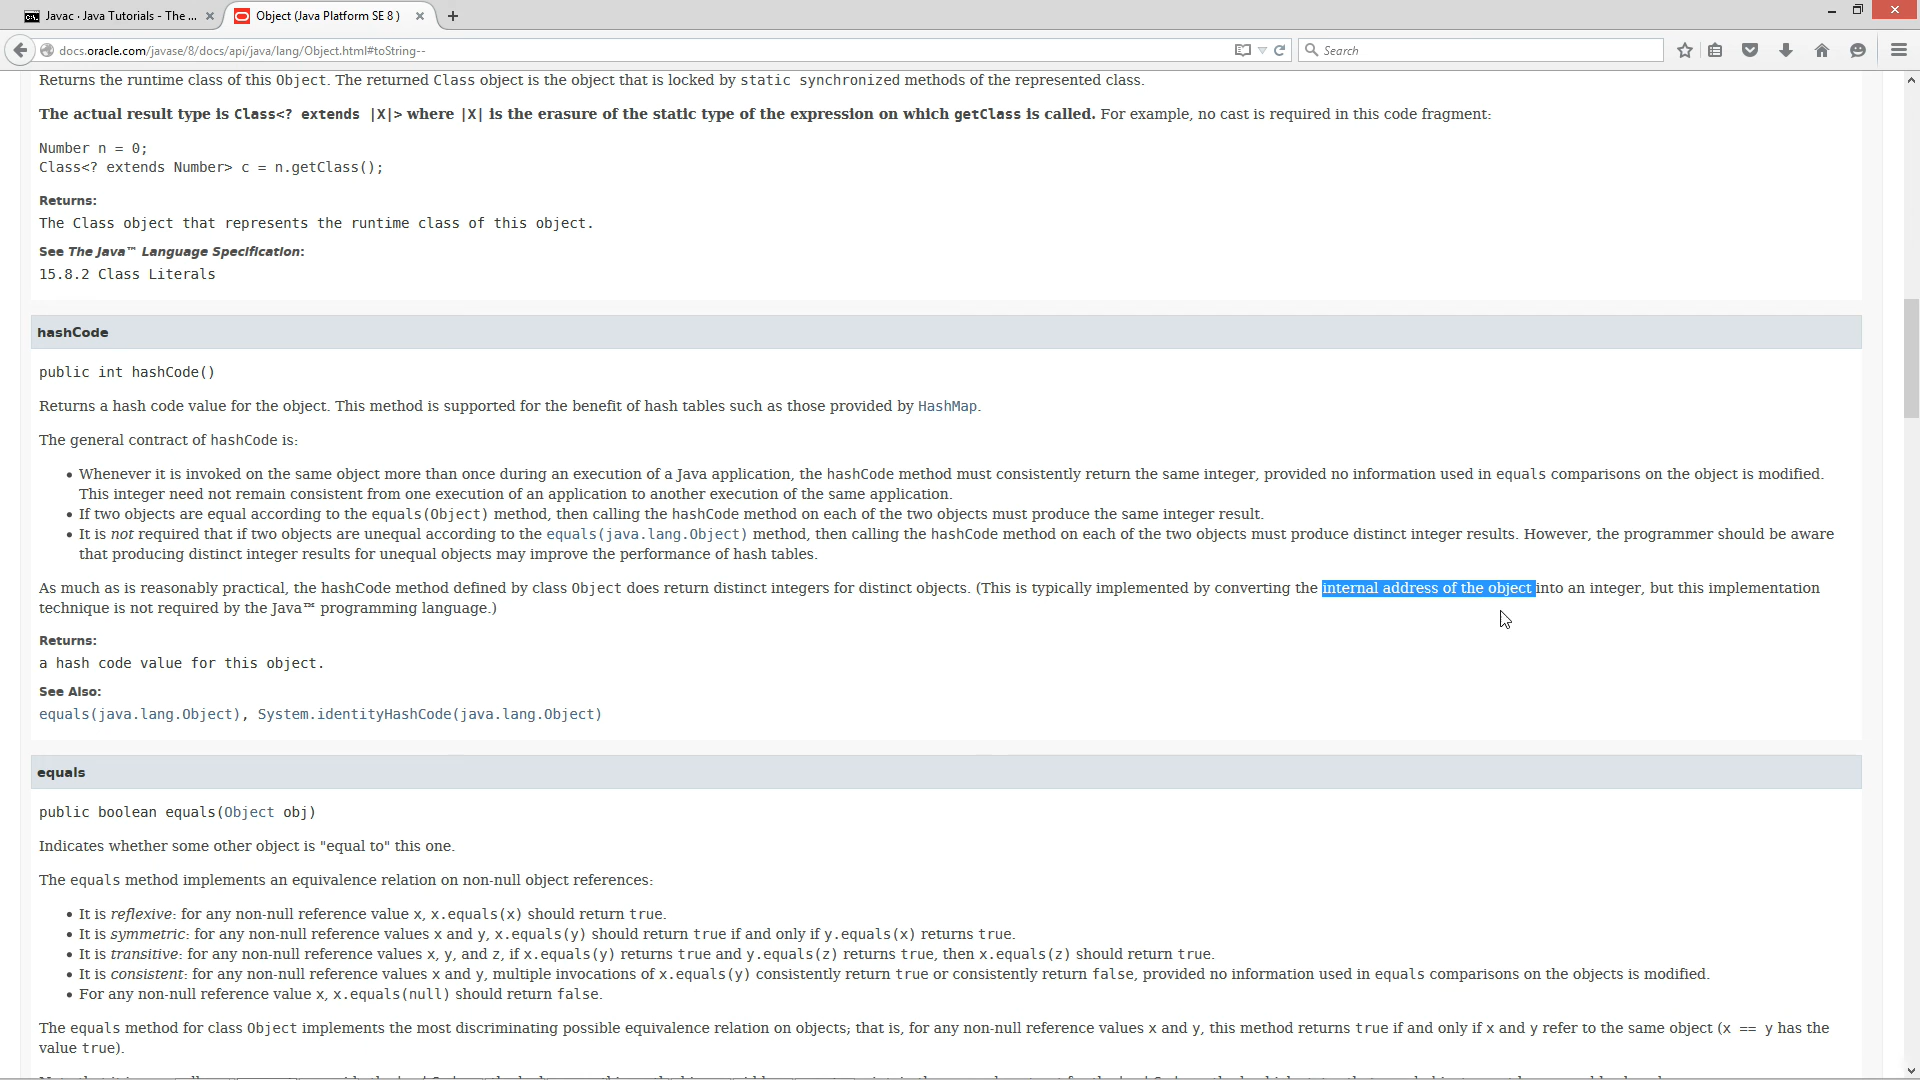 Javac · Java Tutorials - The ...
Object (Java Platform SE 8 )
docs.oracle.com/javase/8/docs/api/java/lang/Object.html#toString--
Search
Returns the runtime class of this Object. The returned Class object is the object that is locked by static synchronized methods of the represented class.
The actual result type is Class<? extends |X|> where |X| is the erasure of the static type of the expression on which getClass is called. For example, no cast is required in this code fragment:
Number n = 0;
Class<? extends Number> c = n.getClass();
Returns:
The Class object that represents the runtime class of this object.
See The Java™ Language Specification:
15.8.2 Class Literals
hashCode
public int hashCode()
Returns a hash code value for the object. This method is supported for the benefit of hash tables such as those provided by HashMap.
The general contract of hashCode is:
• Whenever it is invoked on the same object more than once during an execution of a Java application, the hashCode method must consistently return the same integer, provided no information used in equals comparisons on the object is modified.
This integer need not remain consistent from one execution of an application to another execution of the same application.
• If two objects are equal according to the equals(Object) method, then calling the hashCode method on each of the two objects must produce the same integer result.
• It is not required that if two objects are unequal according to the equals(java.lang.Object) method, then calling the hashCode method on each of the two objects must produce distinct integer results. However, the programmer should be aware
that producing distinct integer results for unequal objects may improve the performance of hash tables.
As much as is reasonably practical, the hashCode method defined by class Object does return distinct integers for distinct objects. (This is typically implemented by converting the internal address of the object into an integer, but this implementation
technique is not required by the Java™ programming language.)
Returns:
a hash code value for this object.
See Also:
equals(java.lang.Object), System.identityHashCode(java.lang.Object)
equals
public boolean equals(Object obj)
Indicates whether some other object is "equal to" this one.
The equals method implements an equivalence relation on non-null object references:
• It is reflexive: for any non-null reference value x, x.equals(x) should return true.
• It is symmetric: for any non-null reference values x and y, x.equals(y) should return true if and only if y.equals(x) returns true.
• It is transitive: for any non-null reference values x, y, and z, if x.equals(y) returns true and y.equals(z) returns true, then x.equals(z) should return true.
• It is consistent: for any non-null reference values x and y, multiple invocations of x.equals(y) consistently return true or consistently return false, provided no information used in equals comparisons on the objects is modified.
• For any non-null reference value x, x.equals(null) should return false.
The equals method for class Object implements the most discriminating possible equivalence relation on objects; that is, for any non-null reference values x and y, this method returns true if and only if x and y refer to the same object (x == y has the
value true).